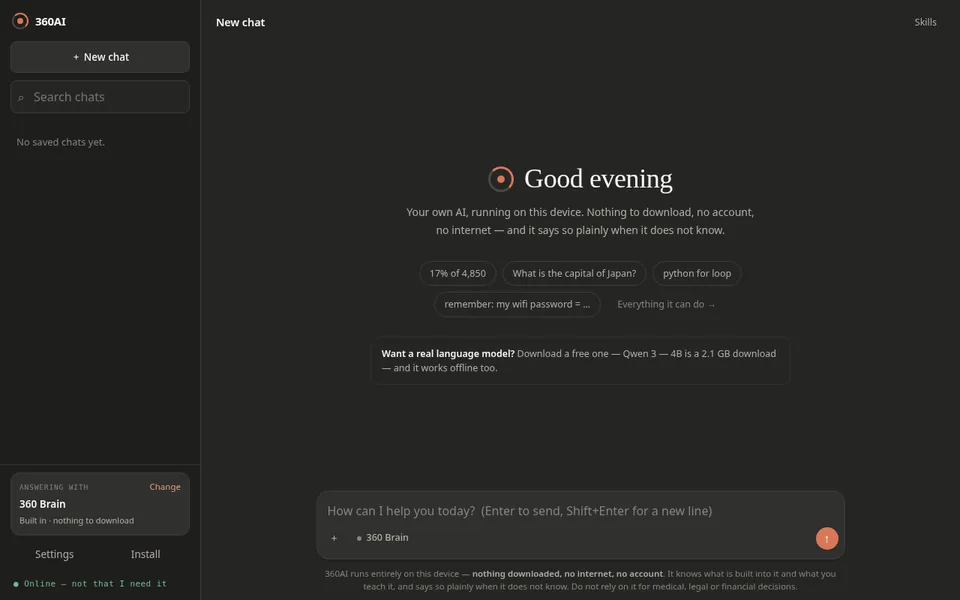 360AI
+ New chat
Search chats
No saved chats yet.
ANSWERING WITH
Change
360 Brain
Built in · nothing to download
Settings
Install
Online — not that I need it
New chat
Skills
Good evening
Your own AI, running on this device. Nothing to download, no account,
no internet — and it says so plainly when it does not know.
17% of 4,850
What is the capital of Japan?
python for loop
remember: my wifi password = ...
Everything it can do →
Want a real language model? Download a free one — Qwen 3 — 4B is a 2.1 GB download
— and it works offline too.
How can I help you today? (Enter to send, Shift+Enter for a new line)
+
360 Brain
↑
360AI runs entirely on this device — nothing downloaded, no internet, no account. It knows what is built into it and what you
teach it, and says so plainly when it does not know. Do not rely on it for medical, legal or financial decisions.